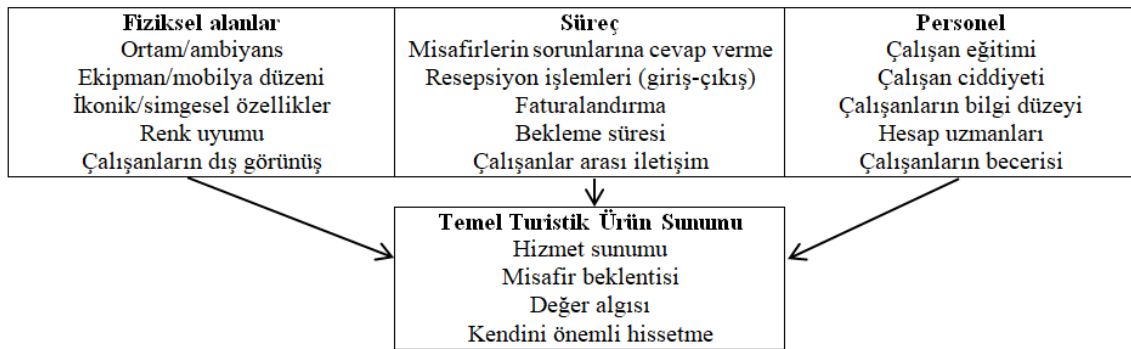 Fiziksel alanlar
Ortam/ambiyans
Ekipman/mobilya düzeni
İkonik/simgesel özellikler
Renk uyumu
Çalışanların dış görünüş
Süreç
Misafirlerin sorunlarına cevap verme
Resepsiyon işlemleri (giriş-çıkış)
Faturalandırma
Bekleme süresi
Çalışanlar arası iletişim
Personel
Çalışan eğitimi
Çalışan ciddiyeti
Çalışanların bilgi düzeyi
Hesap uzmanları
Çalışanların becerisi
Temel Turistik Ürün Sunumu
Hizmet sunumu
Misafir beklentisi
Değer algısı
Kendini önemli hissetme